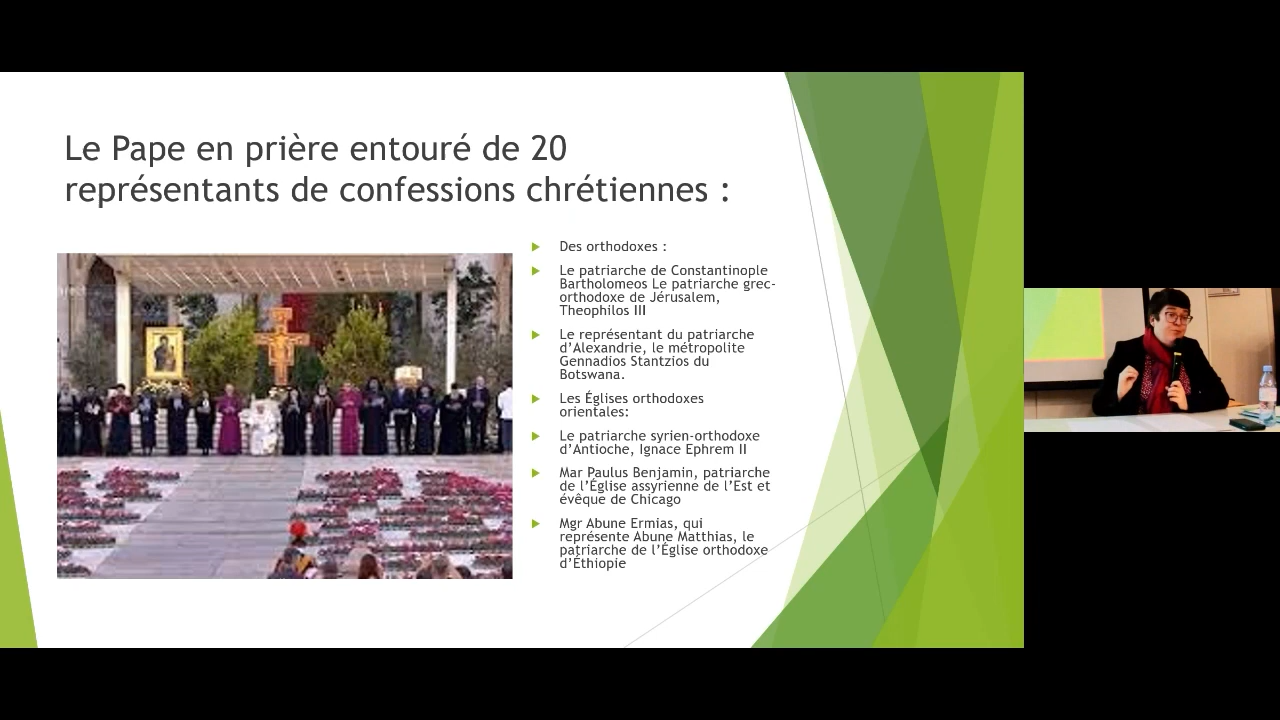 Le Pape en prière entouré de 20
représentants de confessions chrétiennes :
Des orthodoxes :
Le patriarche de Constantinople
Bartholomeos Le patriarche grec-
orthodoxe de Jérusalem,
Theophilos III
Le représentant du patriarche
d’Alexandrie, le métropolite
Gennadios Stantzios du
Botswana.
Les Églises orthodoxes
orientales:
Le patriarche syrien-orthodoxe
d’Antioche, Ignace Ephrem II
Mar Paulus Benjamin, patriarche
de l’Église assyrienne de l’Est et
évêque de Chicago
Mgr Abune Ermias, qui
représente Abune Matthias, le
patriarche de l’Église orthodoxe
d’Éthiopie